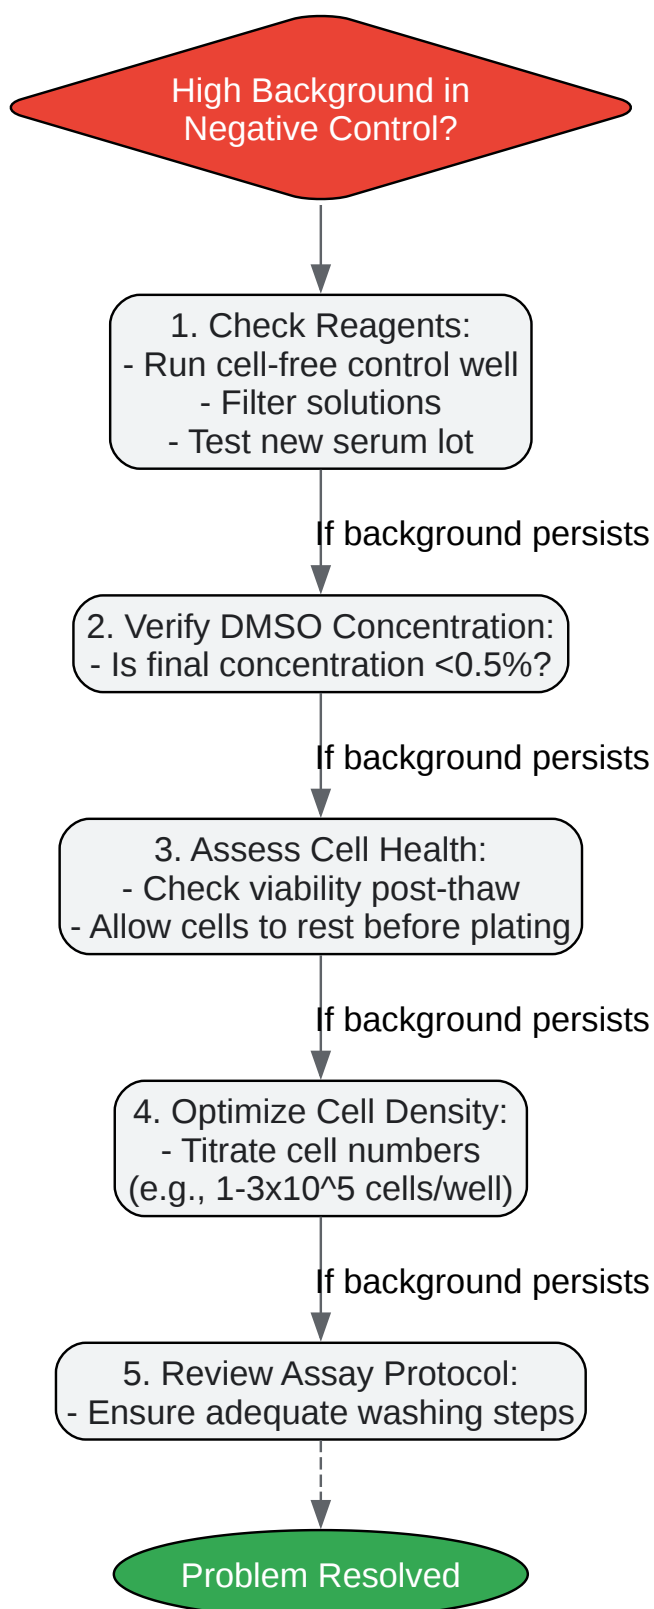 High Background in
Negative Control?
1. Check Reagents:
- Run cell-free control well
- Filter solutions
- Test new serum lot
If background persists
2. Verify DMSO Concentration:
- Is final concentration <0.5%?
If background persists
3. Assess Cell Health:
- Check viability post-thaw
- Allow cells to rest before plating
If background persists
4. Optimize Cell Density:
- Titrate cell numbers
(e.g., 1-3x10^5 cells/well)
If background persists
5. Review Assay Protocol:
- Ensure adequate washing steps
Problem Resolved